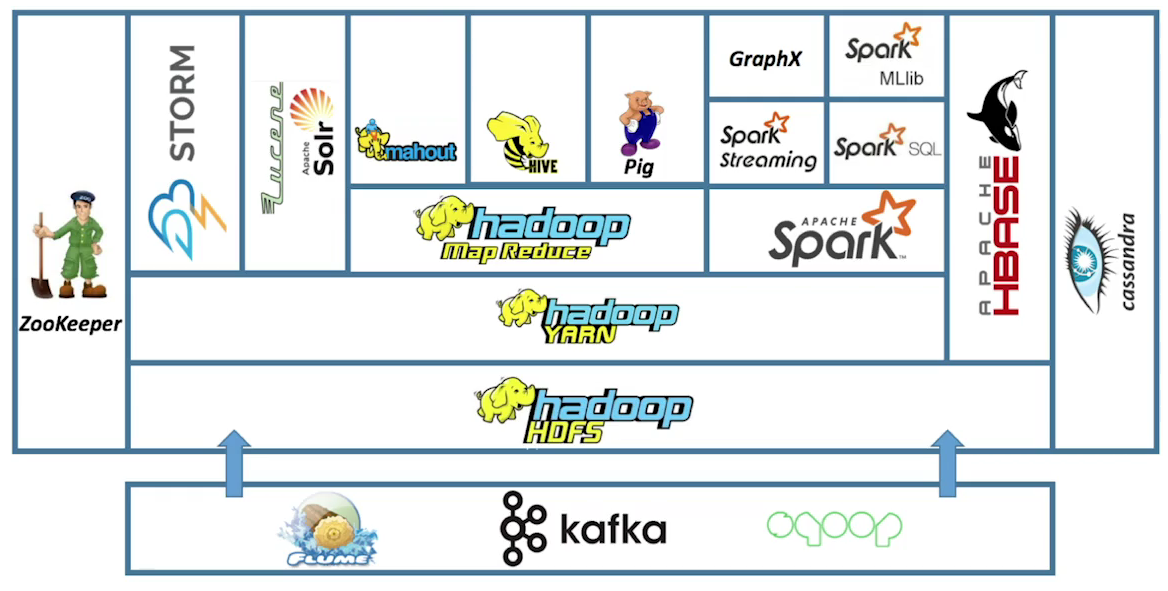 ZooKeeper
STORM
Lucene
Apache
Solr
mahout
HIVE
Pig
GraphX
Spark
MLlib
Spark
Streaming
Spark SQL
hadoop
Map Reduce
APACHE
Spark™
APACHE
HBASE
cassandra
hadoop
YARN
hadoop
HDFS
FLUME
kafka
sqoop